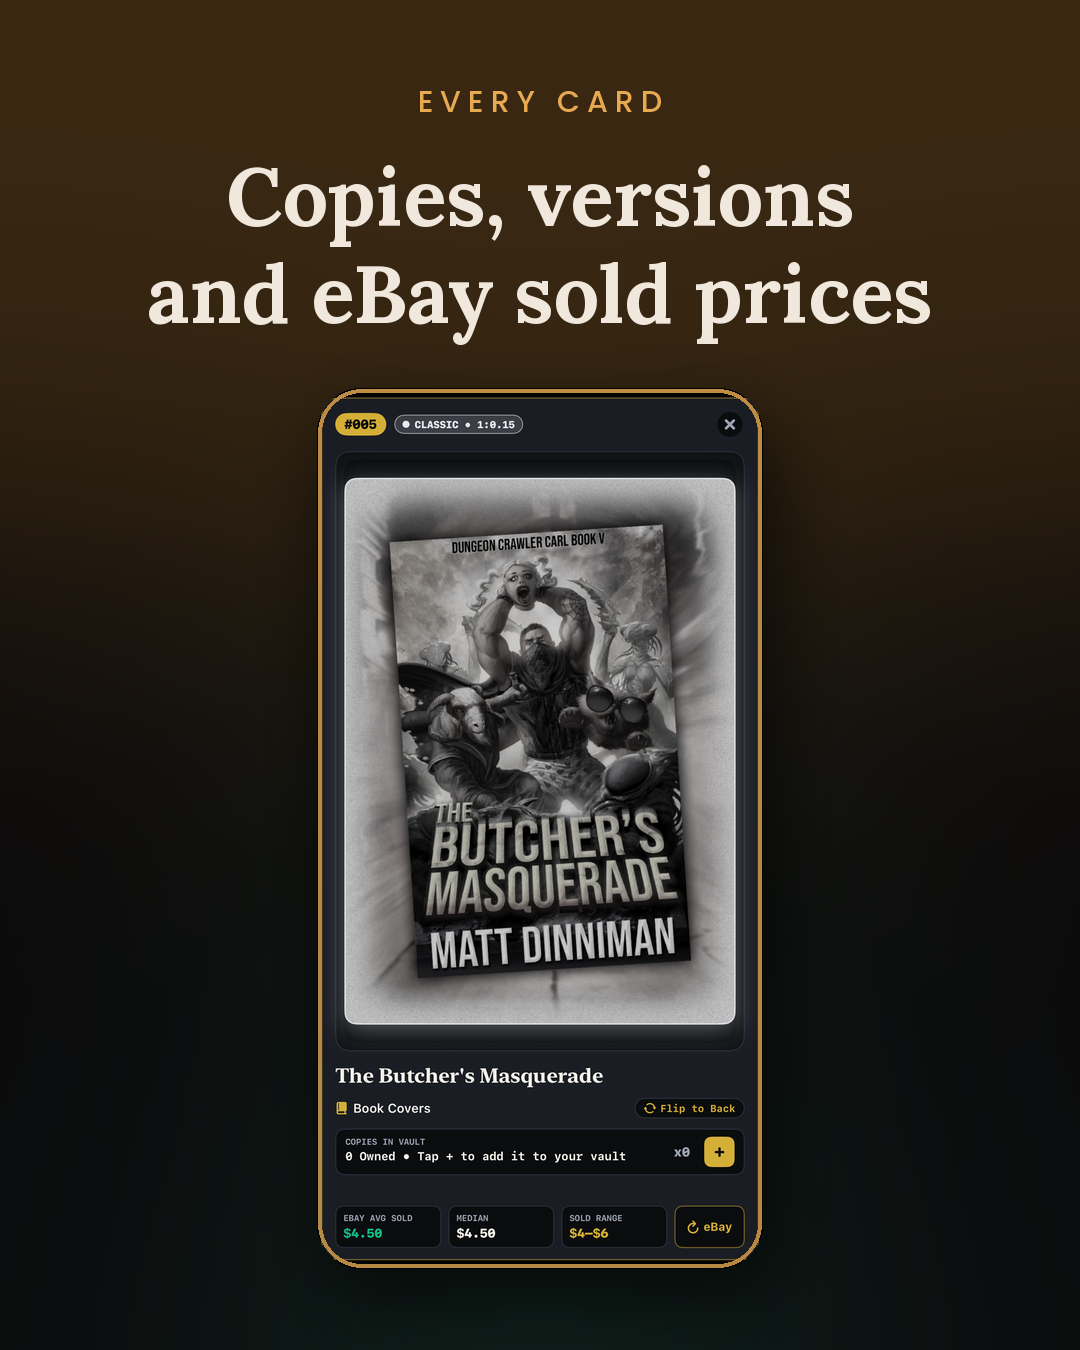 EVERY CARD
Copies, versions
and eBay sold prices
#005
CLASSIC • 1:0.15
DUNGEON CRAWLER CARL BOOK V
THE
BUTCHER'S
MASQUERADE
MATT DINNIMAN
The Butcher's Masquerade
Book Covers
Flip to Back
COPIES IN VAULT
0 Owned • Tap + to add it to your vault
x0
+
EBAY AVG SOLD
$4.50
MEDIAN
$4.50
SOLD RANGE
$4–$6
eBay